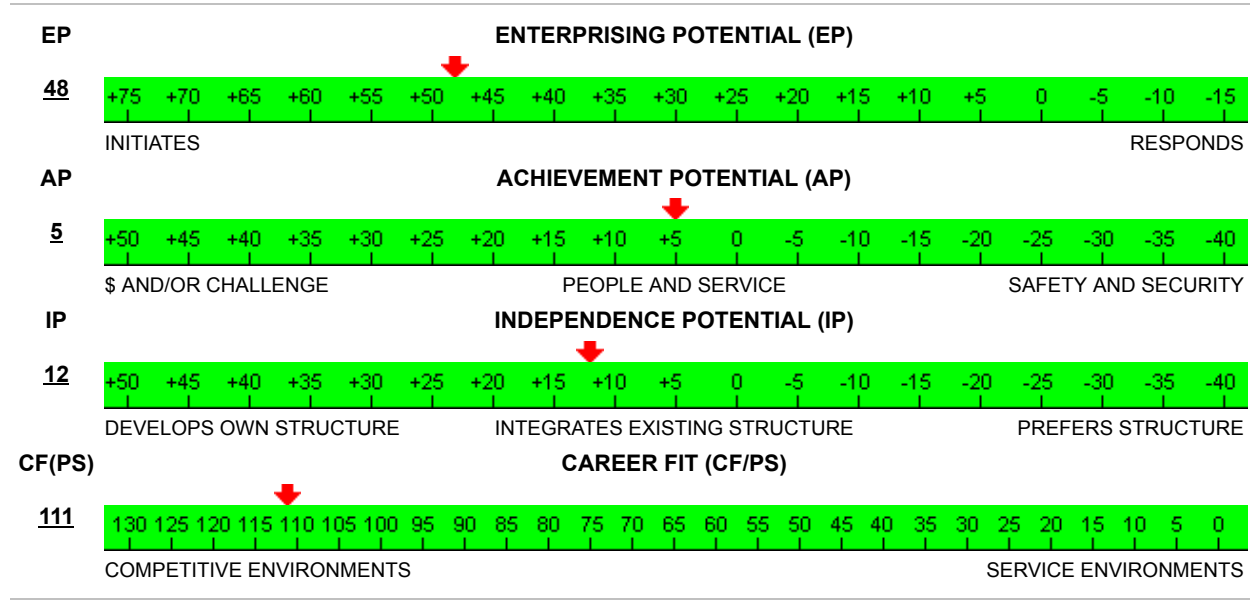 EP ENTERPRISING POTENTIAL (EP)
48 +75 +70 +65 +60 +55 +50 +45 +40 +35 +30 +25 +20 +15 +10 +5 0 -5 -10 -15
INITIATES RESPONDS
AP ACHIEVEMENT POTENTIAL (AP)
5 +50 +45 +40 +35 +30 +25 +20 +15 +10 +5 0 -5 -10 -15 -20 -25 -30 -35 -40
$ AND/OR CHALLENGE PEOPLE AND SERVICE SAFETY AND SECURITY
IP INDEPENDENCE POTENTIAL (IP)
12 +50 +45 +40 +35 +30 +25 +20 +15 +10 +5 0 -5 -10 -15 -20 -25 -30 -35 -40
DEVELOPS OWN STRUCTURE INTEGRATES EXISTING STRUCTURE PREFERS STRUCTURE
CF(PS) CAREER FIT (CF/PS)
111 130 125 120 115 110 105 100 95 90 85 80 75 70 65 60 55 50 45 40 35 30 25 20 15 10 5 0
COMPETITIVE ENVIRONMENTS SERVICE ENVIRONMENTS